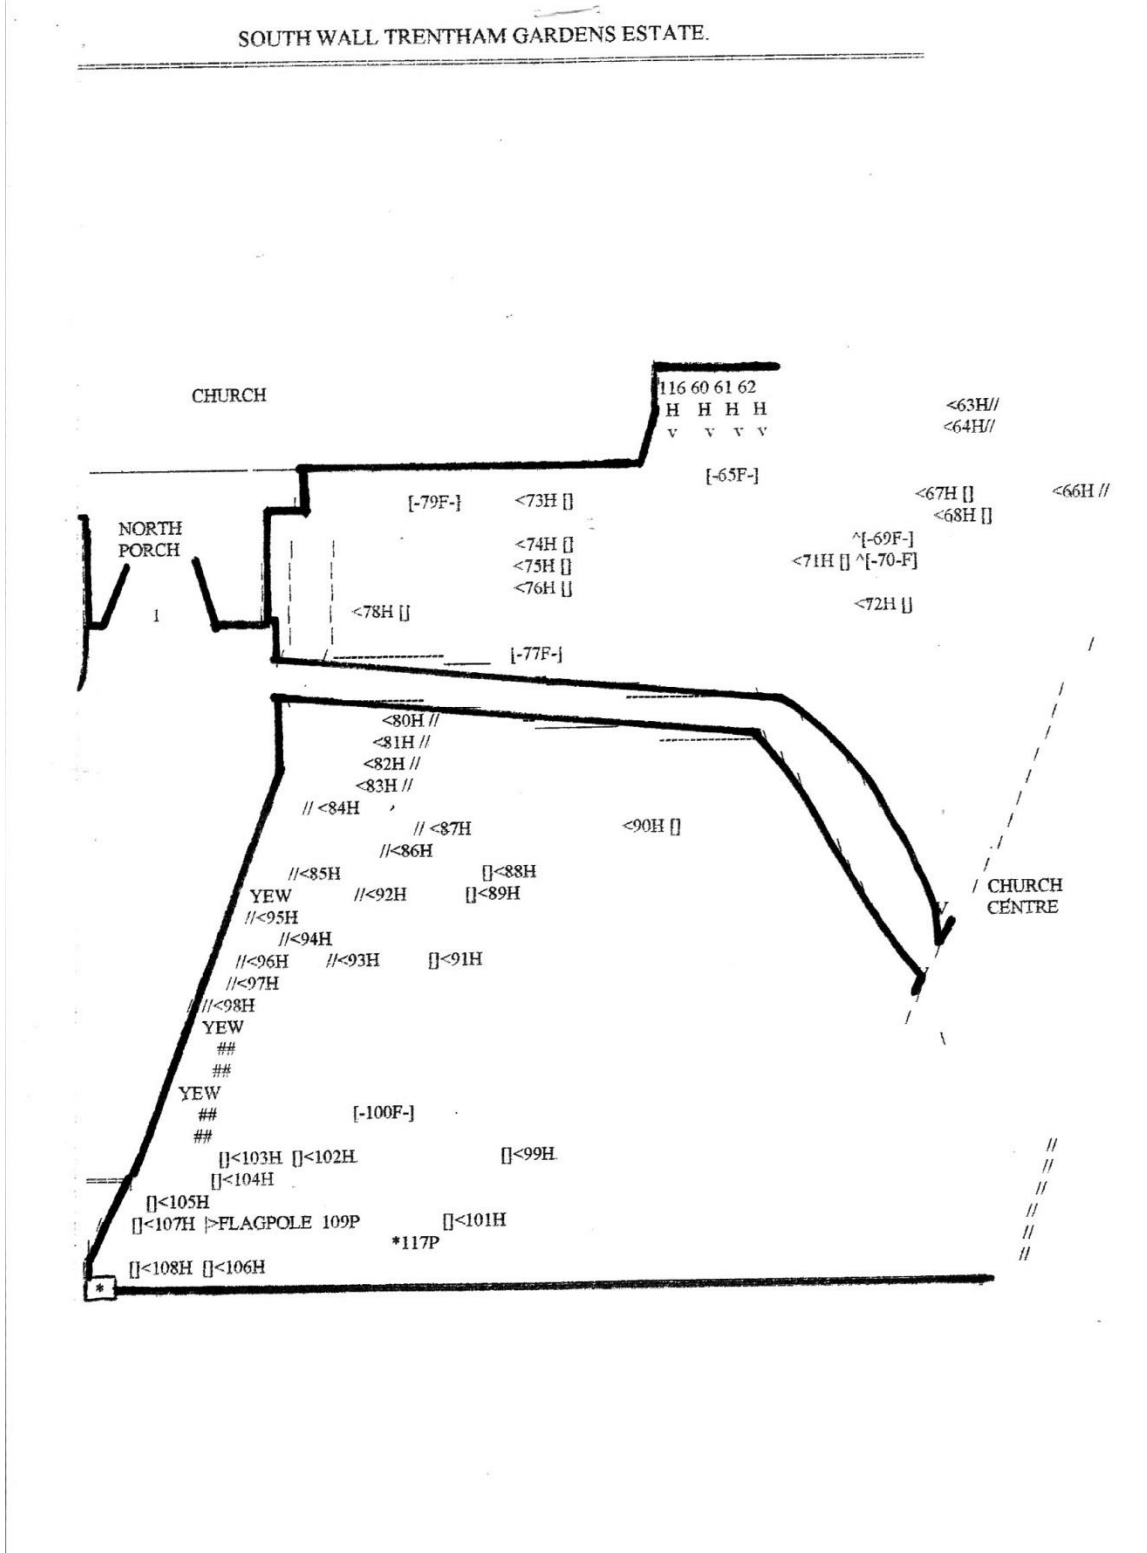 SOUTH WALL TRENTHAM GARDENS ESTATE.
CHURCH
116 60 61 62
H H H H
v v v v
<63H//
<64H//
[-65F-]
[-79F-] <73H [] <67H [] <66H //
<68H []
NORTH
PORCH
1
<74H [] ^[-69F-]
<75H [] <71H [] ^[-70-F]
<76H []
<78H [] <72H []
[-77F-]
<80H //
<81H //
<82H //
<83H //
// <84H
// <87H <90H []
//<86H
//<85H []<88H
YEW //<92H []<89H
CHURCH
CENTRE
//<95H
//<94H
//<96H //<93H []<91H
//<97H
//<98H
YEW
##
##
YEW
## [-100F-]
##
[]<103H []<102H []<99H
[]<104H
[]<105H
[]<107H |>FLAGPOLE 109P []<101H
*117P
[]<108H []<106H
*